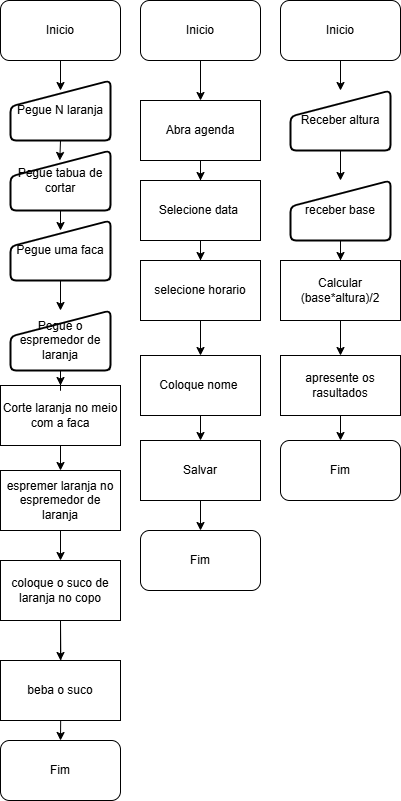 Inicio
Pegue N laranja
Pegue tabua de
cortar
Pegue uma faca
Pegue o
espremedor de
laranja
Corte laranja no meio
com a faca
espremer laranja no
espremedor de
laranja
coloque o suco de
laranja no copo
beba o suco
Fim
Inicio
Abra agenda
Selecione data
selecione horario
Coloque nome
Salvar
Fim
Inicio
Receber altura
receber base
Calcular
(base*altura)/2
apresente os
rasultados
Fim